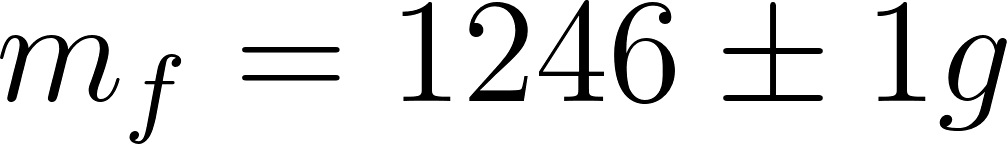 m_f = 1246 ± 1g